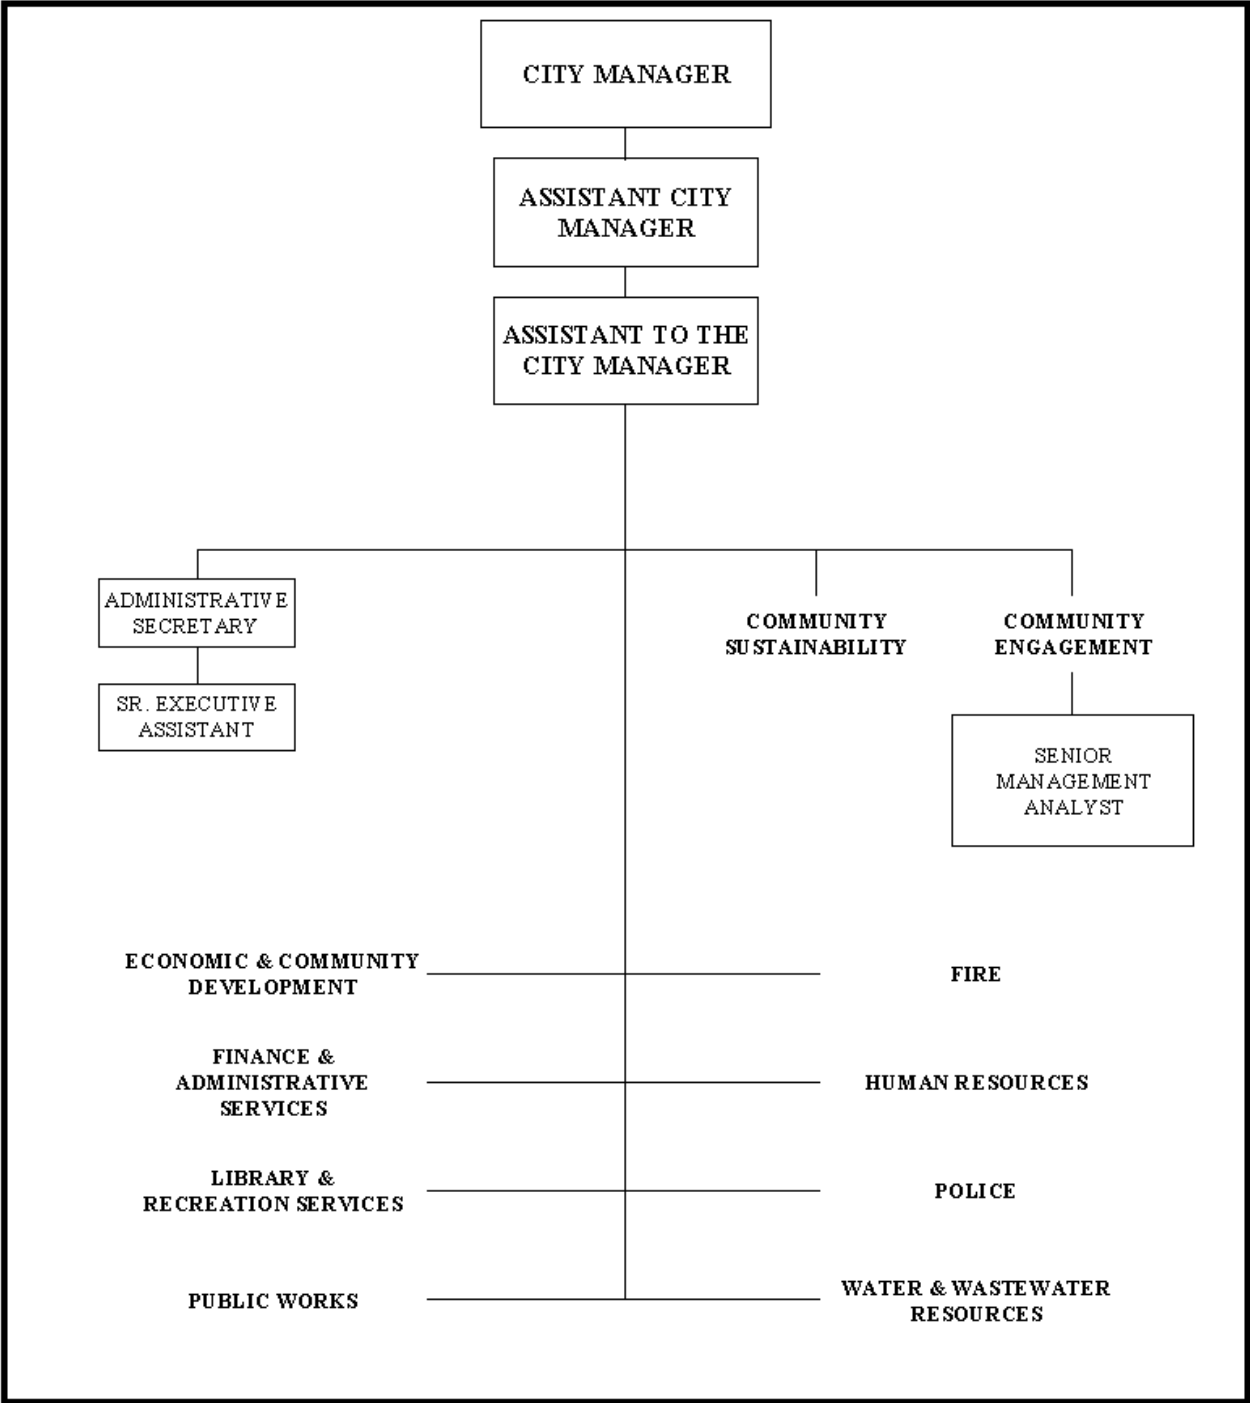 CITY MANAGER
ASSISTANT CITY
MANAGER
ASSISTANT TO THE
CITY MANAGER
ADMINISTRATIVE
SECRETARY
SR. EXECUTIVE
ASSISTANT
COMMUNITY
SUSTAINABILITY
COMMUNITY
ENGAGEMENT
SENIOR
MANAGEMENT
ANALYST
ECONOMIC & COMMUNITY
DEVELOPMENT
FIRE
FINANCE &
ADMINISTRATIVE
SERVICES
HUMAN RESOURCES
LIBRARY &
RECREATION SERVICES
POLICE
PUBLIC WORKS
WATER & WASTEWATER
RESOURCES